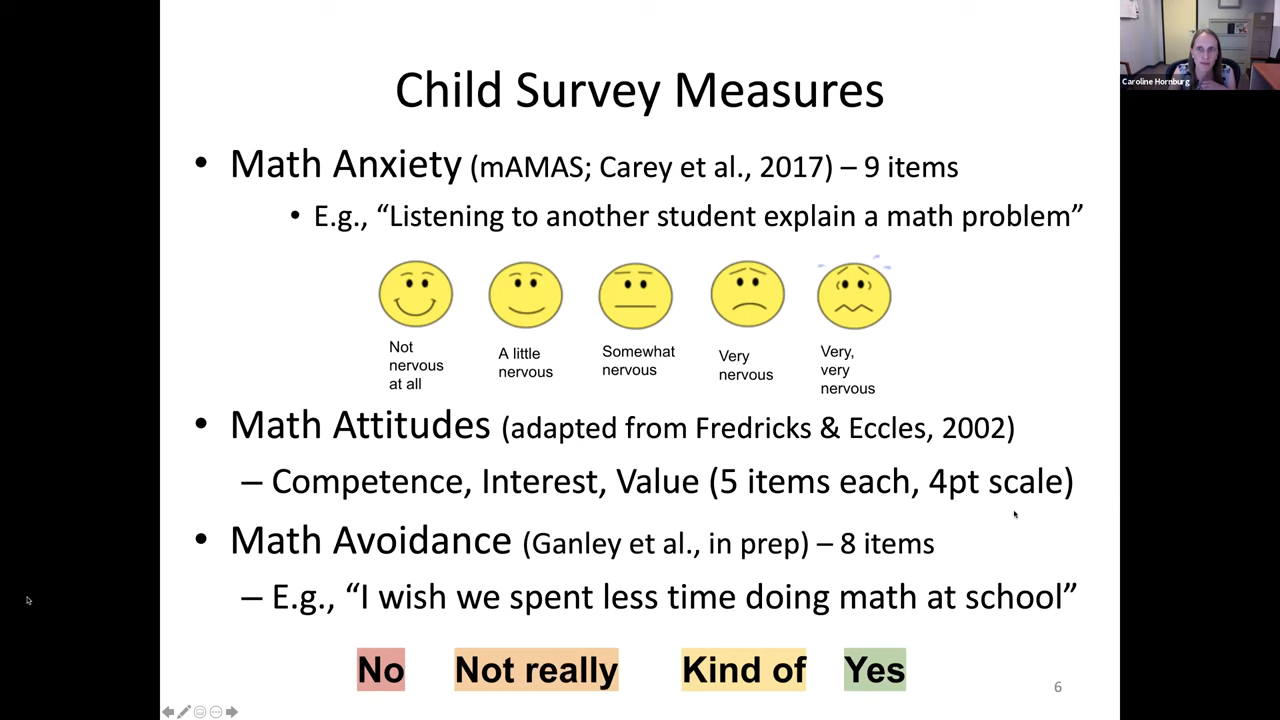 Caroline Hornburg
Child Survey Measures
• Math Anxiety (mAMAS; Carey et al., 2017) – 9 items
• E.g., “Listening to another student explain a math problem”
Not
nervous
at all
A little
nervous
Somewhat
nervous
Very
nervous
Very,
very
nervous
• Math Attitudes (adapted from Fredricks & Eccles, 2002)
– Competence, Interest, Value (5 items each, 4pt scale)
• Math Avoidance (Ganley et al., in prep) – 8 items
– E.g., “I wish we spent less time doing math at school”
No Not really Kind of Yes
6